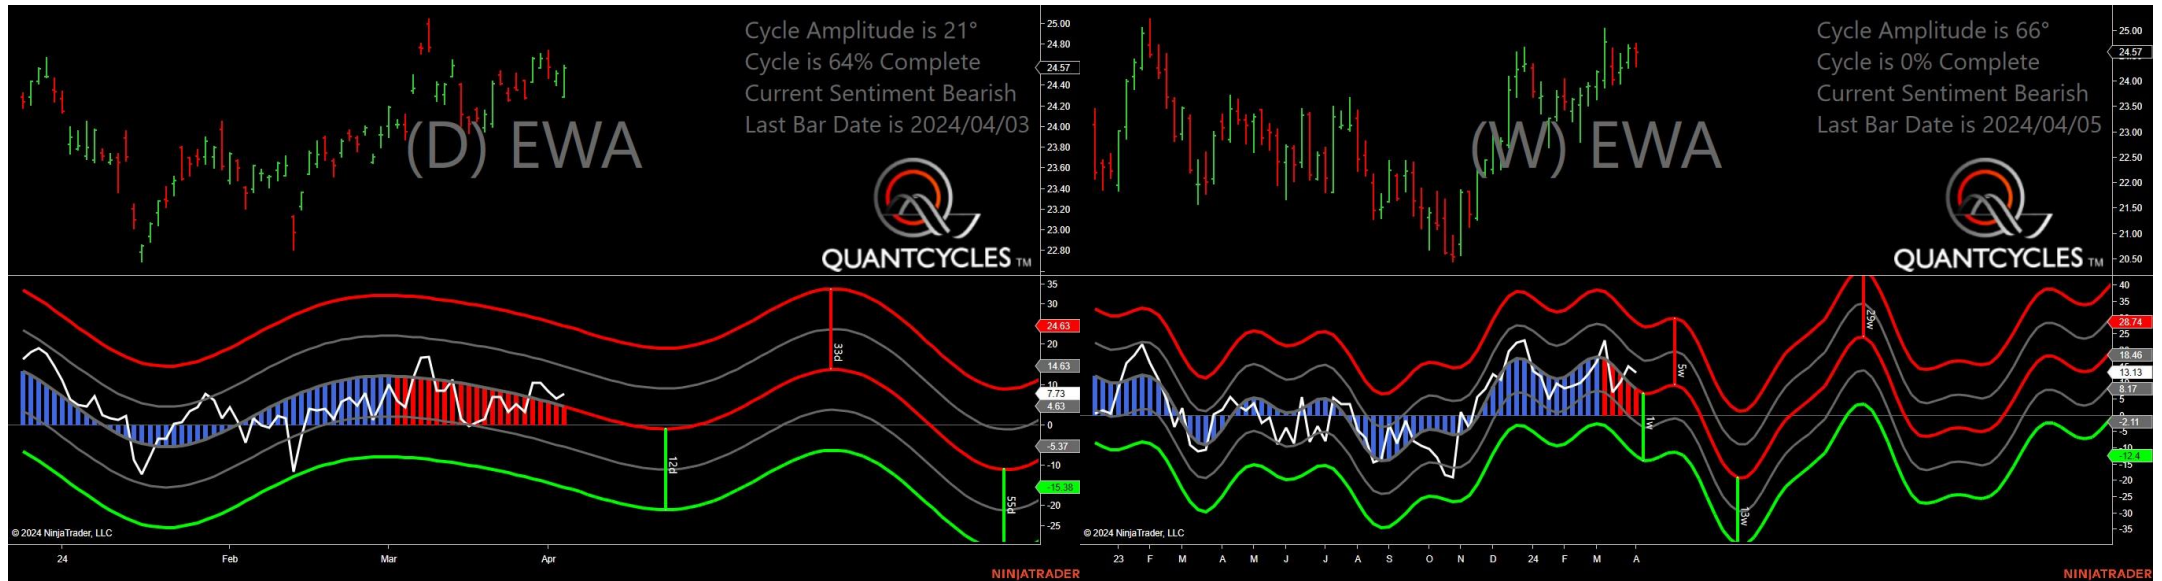 Cycle Amplitude is 21°
Cycle is 64% Complete
Current Sentiment Bearish
Last Bar Date is 2024/04/03
(D) EWA
QUANTCYCLES TM
25.00
24.80
24.57
24.40
24.20
24.00
23.80
23.60
23.40
23.20
23.00
22.80
35
30
24.63
20
14.63
10
7.73
4.63
0
-5.37
-10
-15.38
-20
-25
33d
12d
55d
© 2024 NinjaTrader, LLC
24 Feb Mar Apr
NINJATRADER
Cycle Amplitude is 66°
Cycle is 0% Complete
Current Sentiment Bearish
Last Bar Date is 2024/04/05
(W) EWA
QUANTCYCLES TM
25.00
24.57
24.00
23.50
23.00
22.50
22.00
21.50
21.00
20.50
40
35
28.74
18.46
13.13
8.17
5
0
-2.11
-5
-10
-12.4
-15
-20
-25
-30
-35
5w
1w
13w
29w
© 2024 NinjaTrader, LLC
23 F M A M J J A S O N D 24 F M A
NINJATRADER